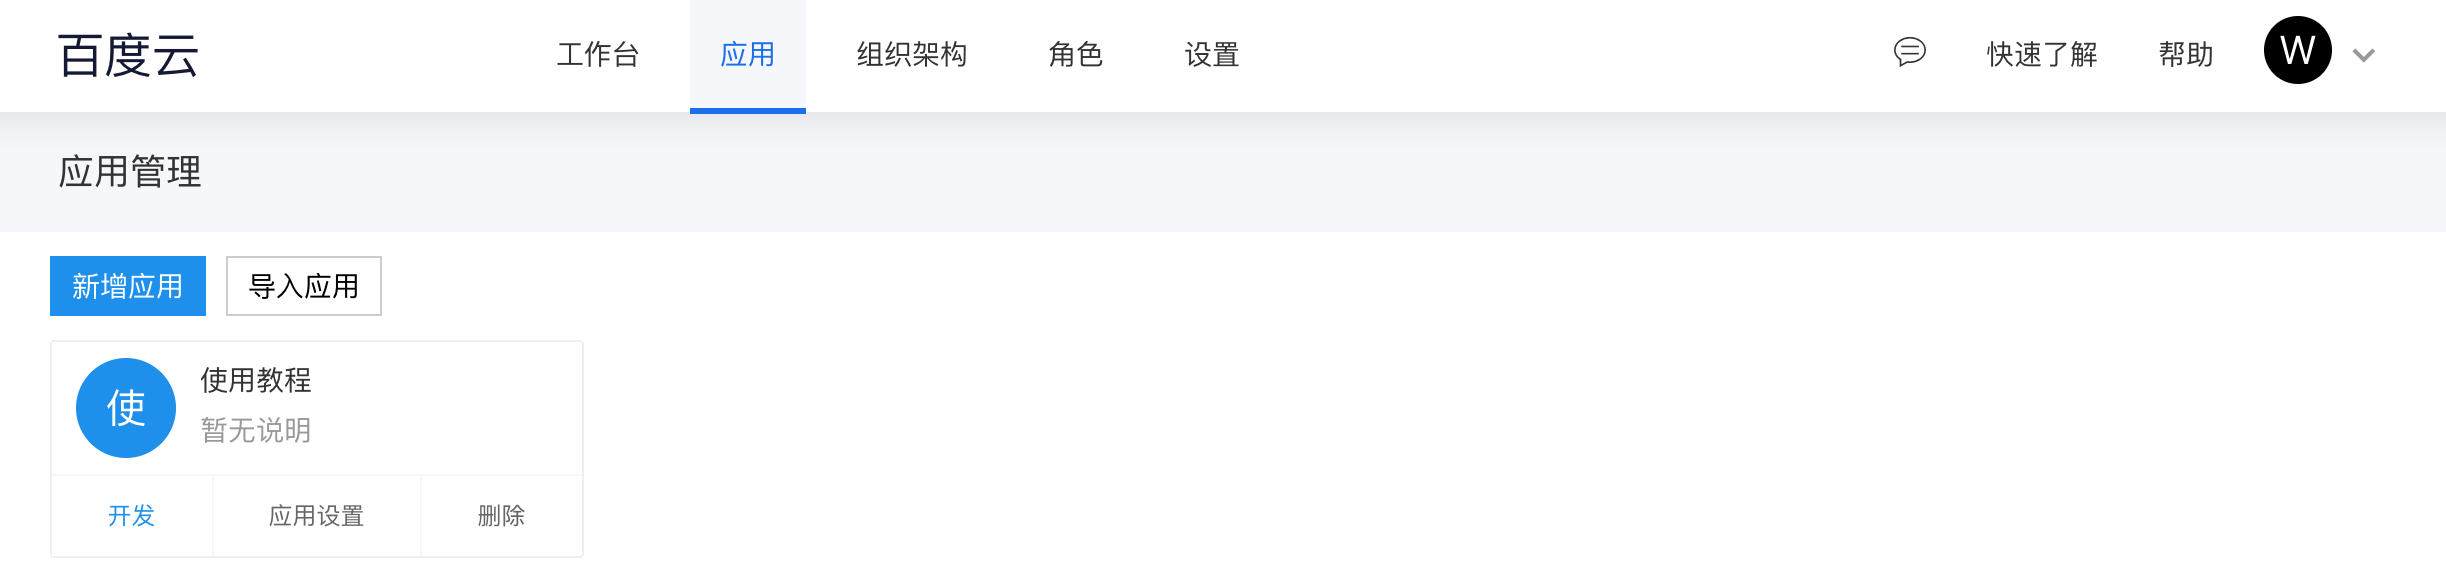 百度云 工作台 应用 组织架构 角色 设置 快速了解 帮助 W
应用管理
新增应用 导入应用
使 使用教程
暂无说明
开发 应用设置 删除